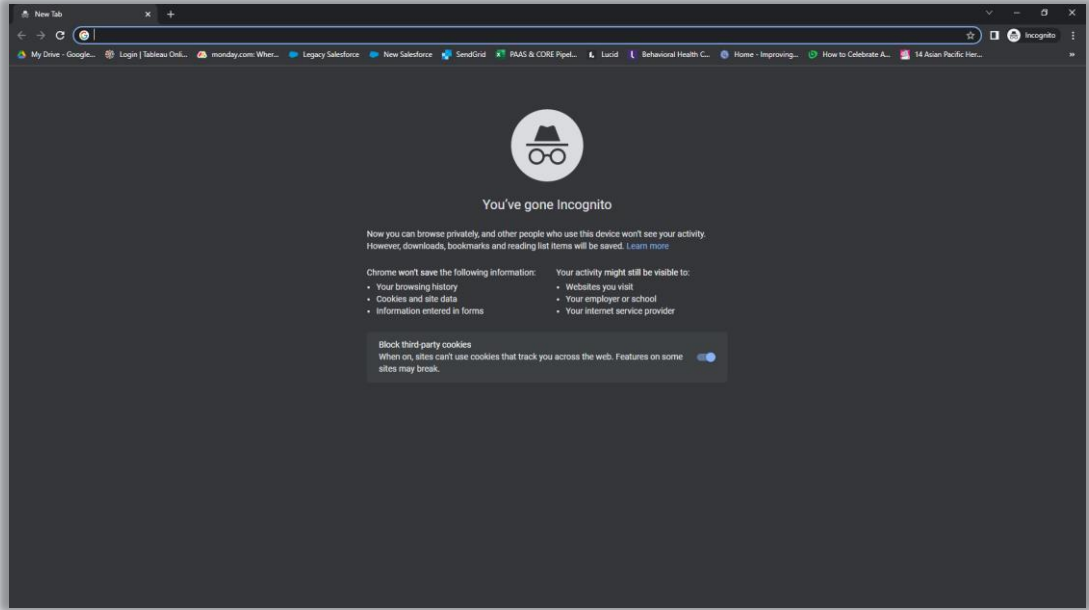 New Tab
Incognito
My Drive - Google... Login | Tableau Onli... monday.com: Wher... Legacy Salesforce New Salesforce SendGrid PAAS & CORE Pipel... Lucid Behavioral Health C... Home - Improving... How to Celebrate A... 14 Asian Pacific Her...
You've gone Incognito
Now you can browse privately, and other people who use this device won't see your activity.
However, downloads, bookmarks and reading list items will be saved. Learn more
Chrome won't save the following information:
• Your browsing history
• Cookies and site data
• Information entered in forms
Your activity might still be visible to:
• Websites you visit
• Your employer or school
• Your internet service provider
Block third-party cookies
When on, sites can't use cookies that track you across the web. Features on some
sites may break.